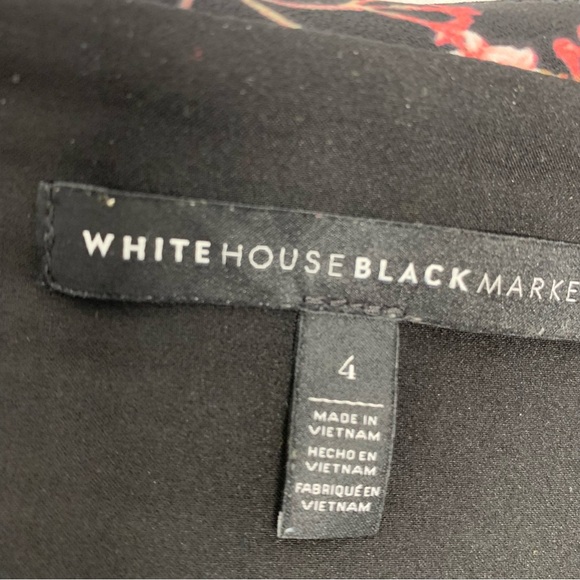 WHITEHOUSEBLACKMARKE
4
MADE IN
VIETNAM
HECHO EN
VIETNAM
FABRIQUÉ EN
VIETNAM